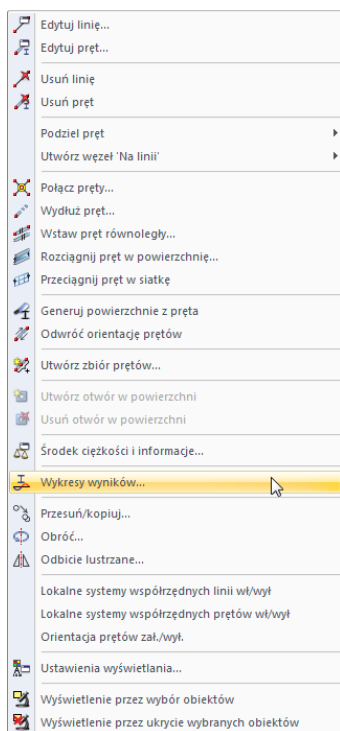 Edytuj linię...
Edytuj pręt...
Usuń linię
Usuń pręt
Podziel pręt
Utwórz węzeł 'Na linii'
Połącz pręty...
Wydłuż pręt...
Wstaw pręt równoległy...
Rozciągnij pręt w powierzchnię...
Przeciągnij pręt w siatkę
Generuj powierzchnie z pręta
Odwróć orientację prętów
Utwórz zbiór prętów...
Utwórz otwór w powierzchni
Usuń otwór w powierzchni
Środek ciężkości i informacje...
Wykresy wyników...
Przesuń/kopiuj...
Obróć...
Odbicie lustrzane...
Lokalne systemy współrzędnych linii wł/wył
Lokalne systemy współrzędnych prętów wł/wył
Orientacja prętów zał./wył.
Ustawienia wyświetlania...
Wyświetlenie przez wybór obiektów
Wyświetlenie przez ukrycie wybranych obiektów